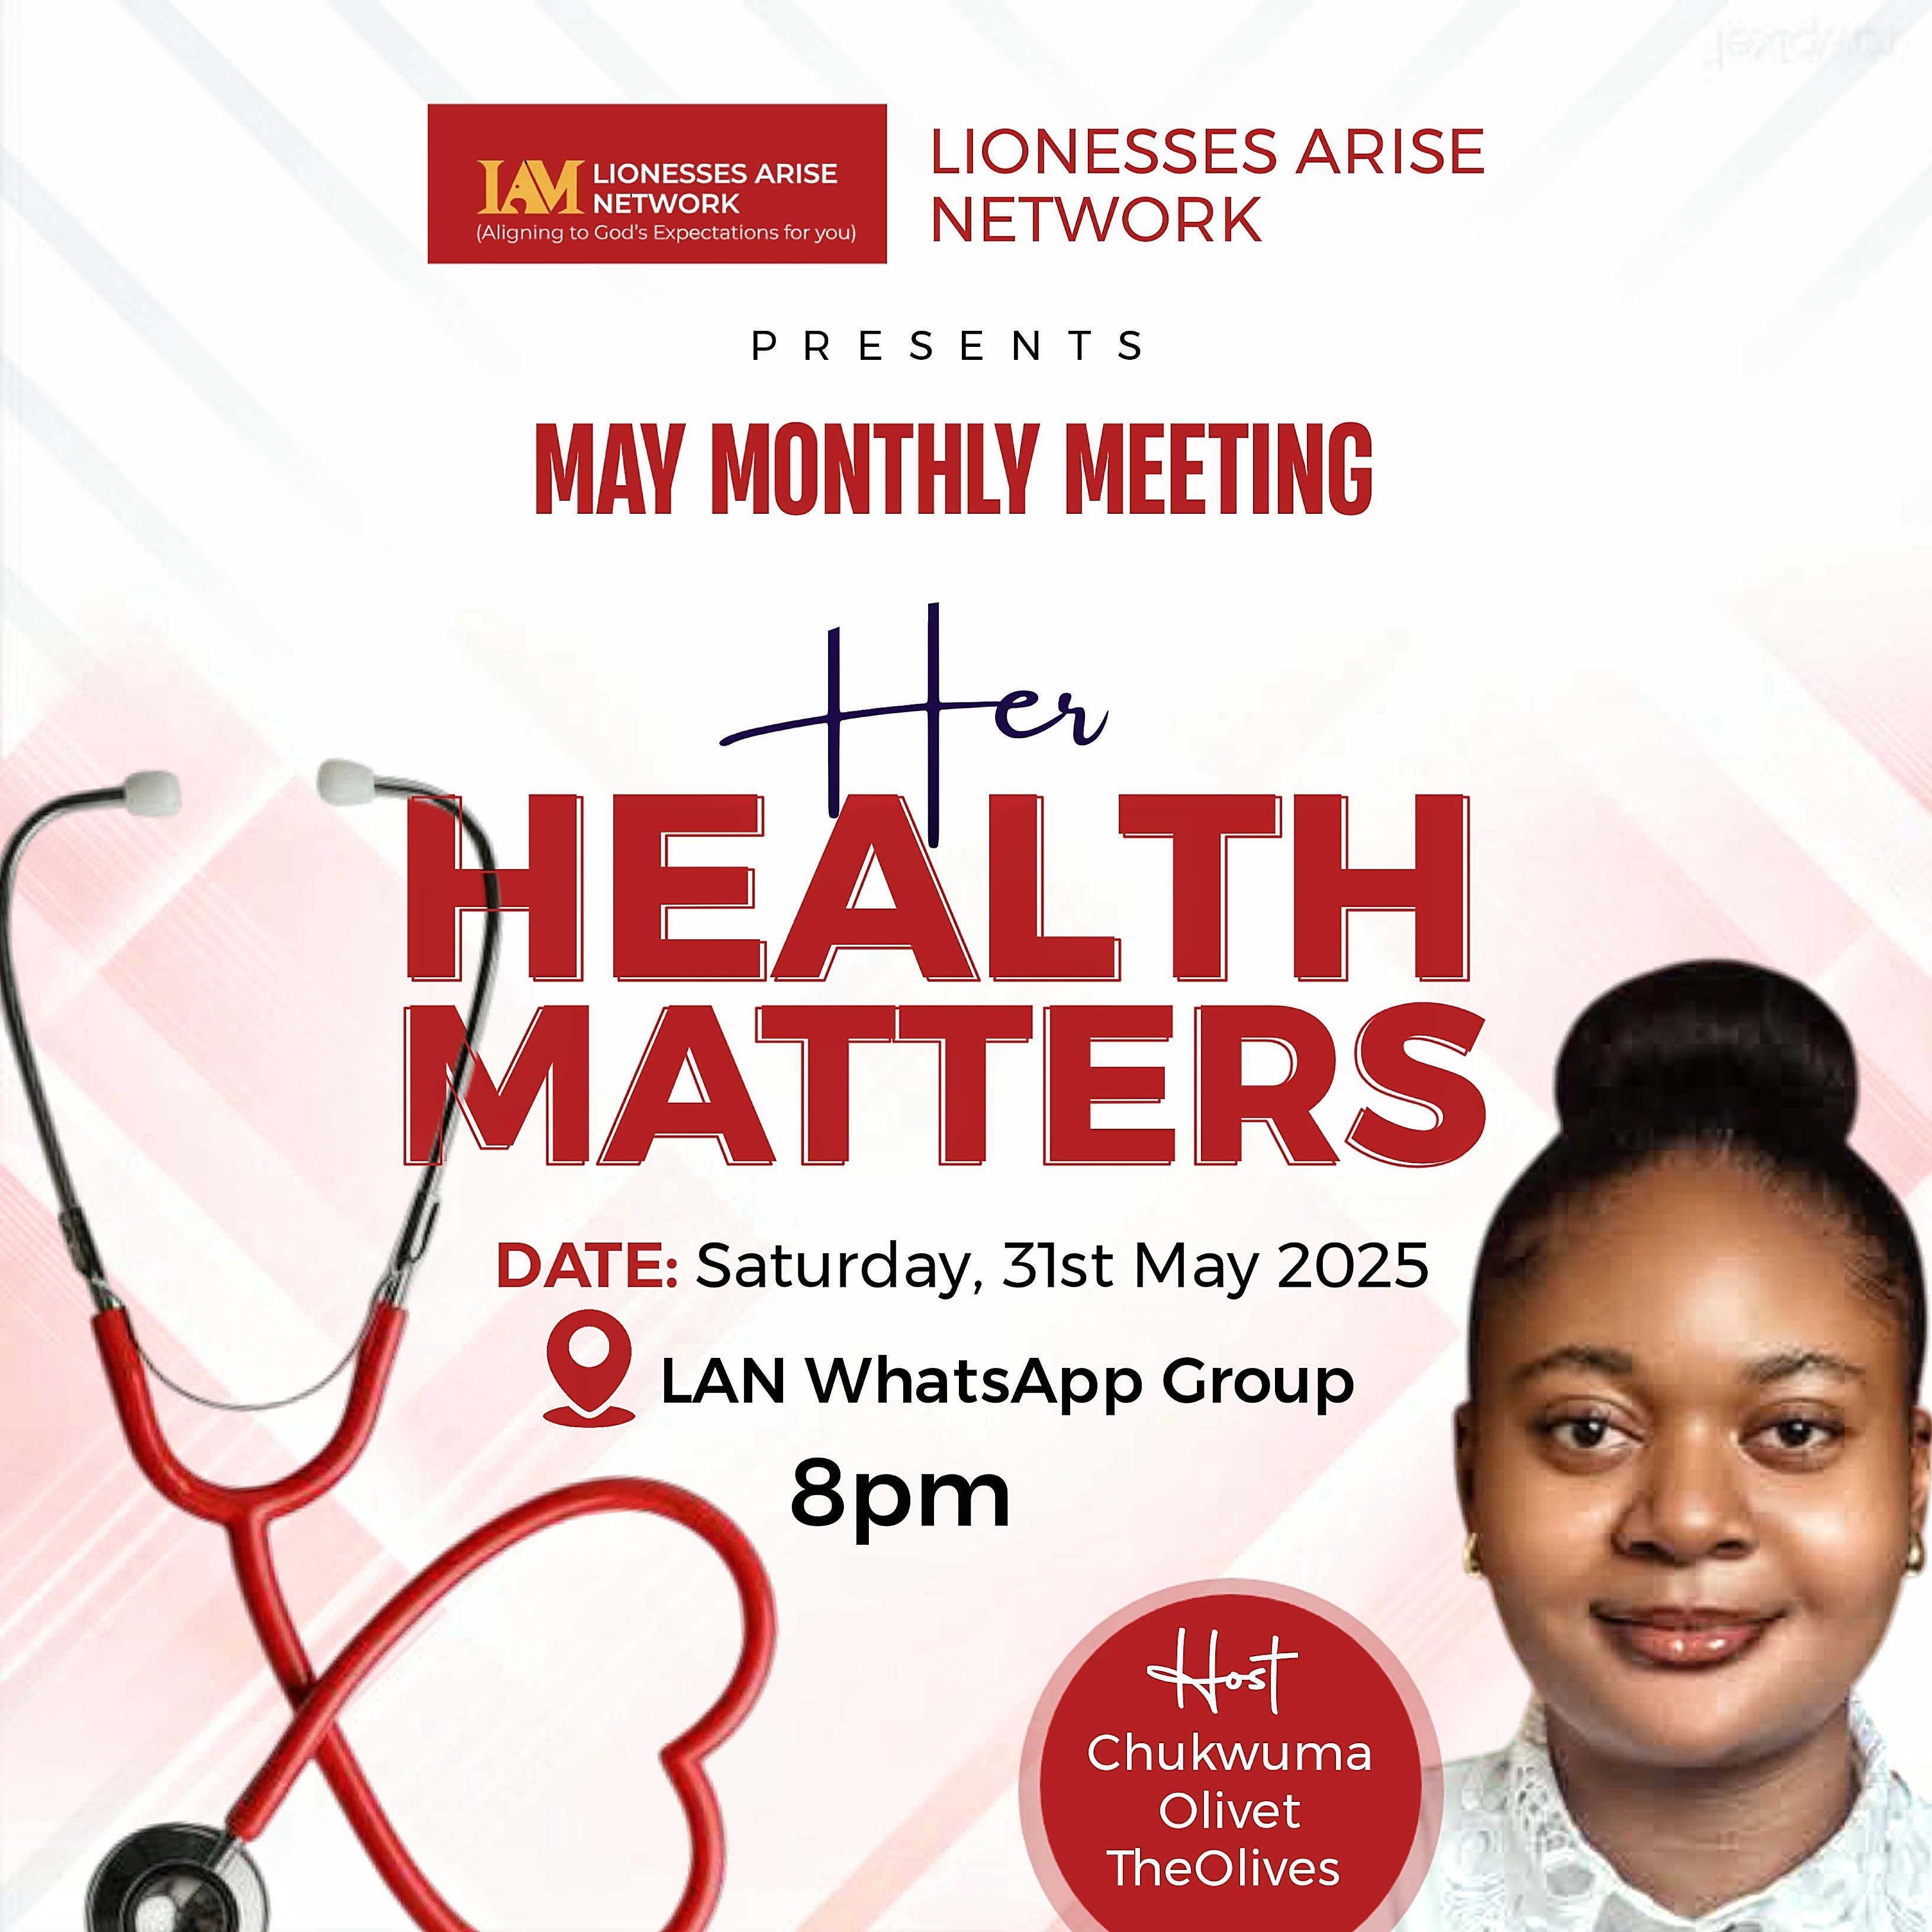 IAM LIONESSES ARISE
NETWORK
(Aligning to God's Expectations for you)
LIONESSES ARISE
NETWORK
PRESENTS
MAY MONTHLY MEETING
Her
HEALTH
MATTERS
DATE: Saturday, 31st May 2025
LAN WhatsApp Group
8pm
Host
Chukwuma
Olivet
TheOlives